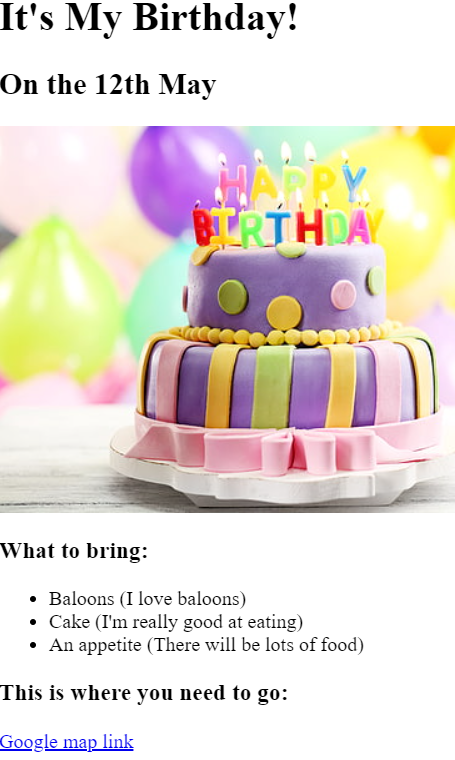 It's My Birthday!
On the 12th May
HAPPY
BIRTHDAY
What to bring:
Baloons (I love baloons)
Cake (I'm really good at eating)
An appetite (There will be lots of food)
This is where you need to go:
Google map link